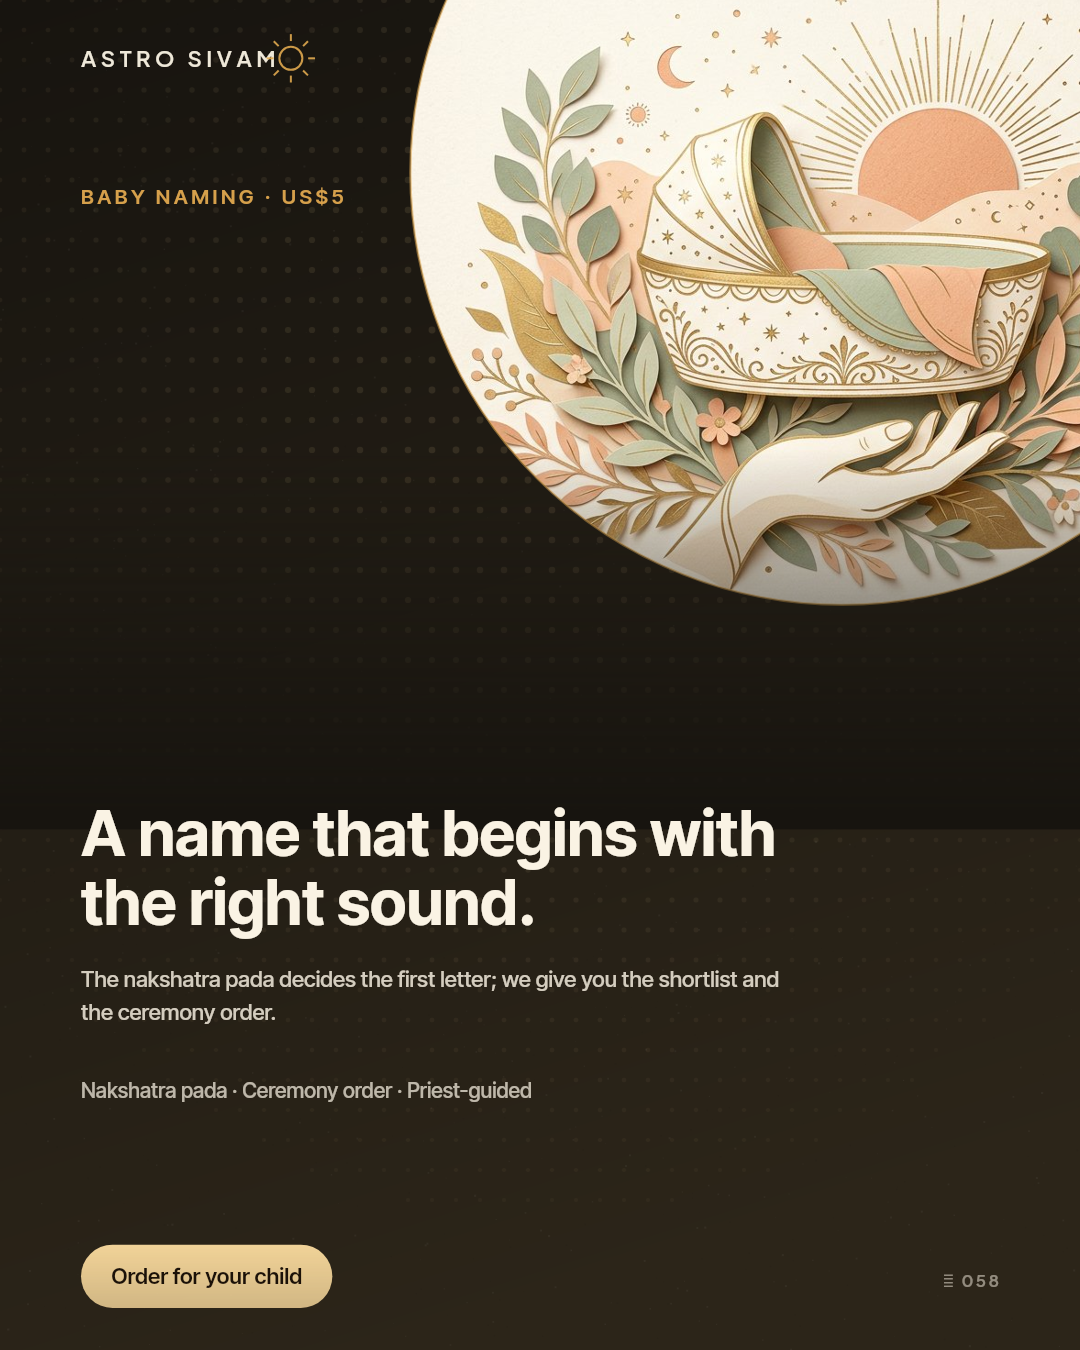 ASTRO SIVAM
BABY NAMING · US$5
A name that begins with
the right sound.
The nakshatra pada decides the first letter; we give you the shortlist and
the ceremony order.
Nakshatra pada · Ceremony order · Priest-guided
Order for your child
058